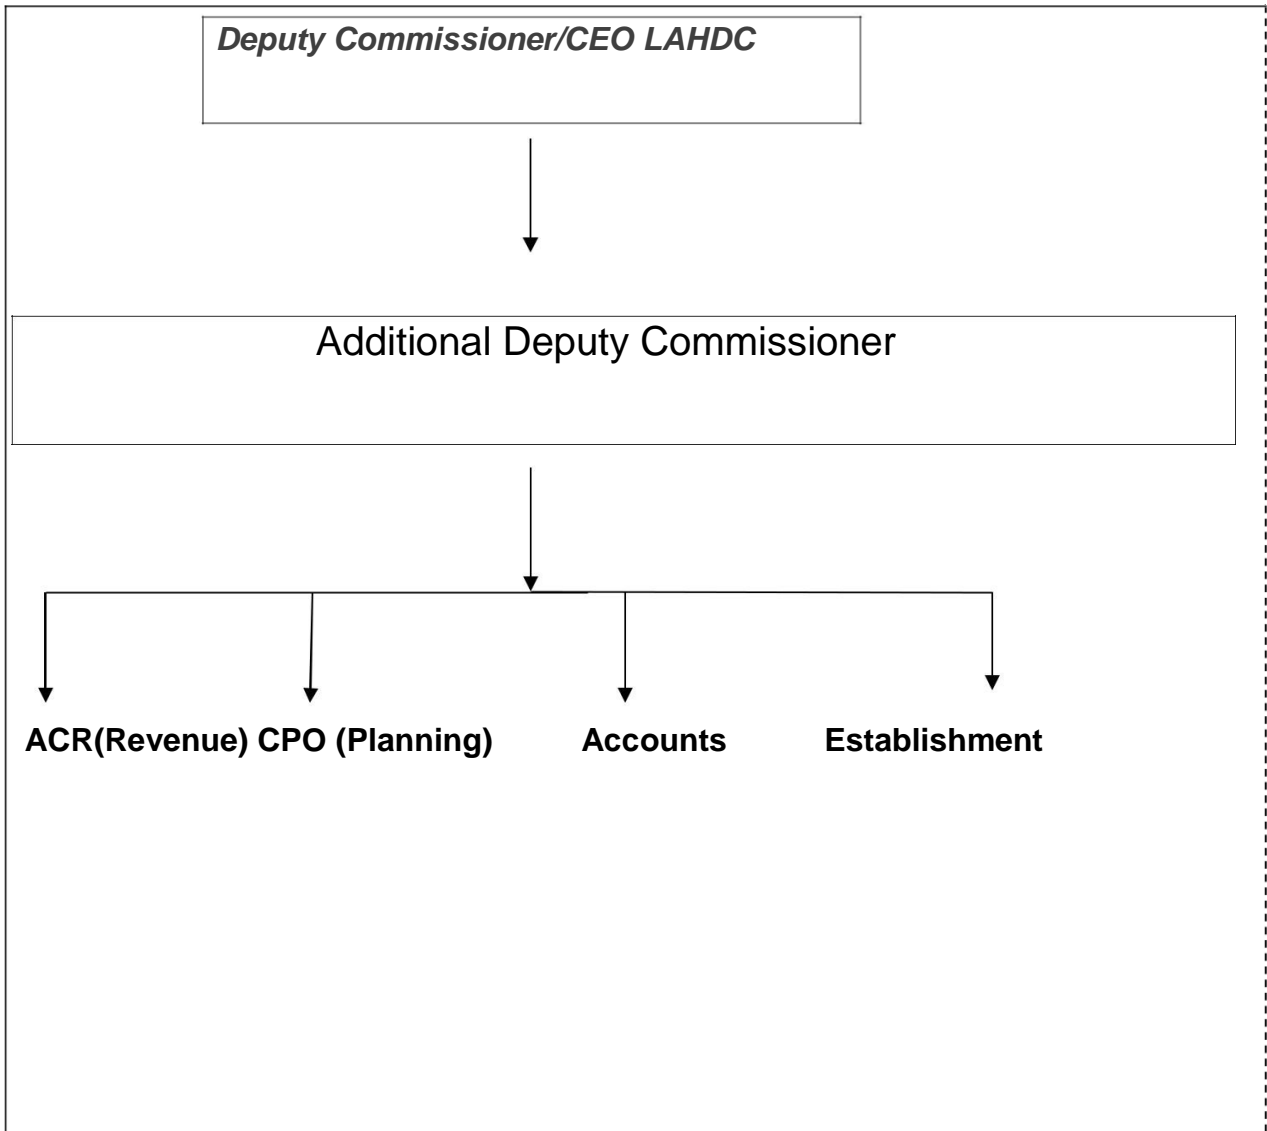 Deputy Commissioner/CEO LAHDC
Additional Deputy Commissioner
ACR(Revenue) CPO (Planning) Accounts Establishment